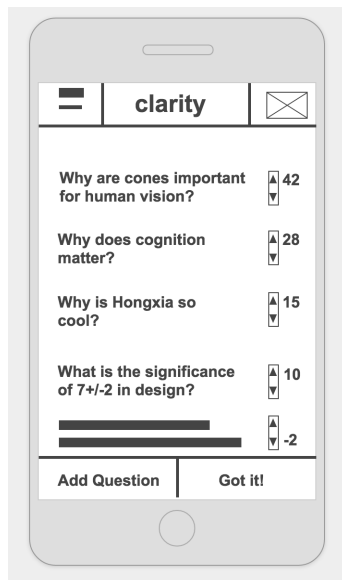 clarity
Why are cones important
for human vision?
42
Why does cognition
matter?
28
Why is Hongxia so
cool?
15
What is the significance
of 7+/-2 in design?
10
-2
Add Question
Got it!